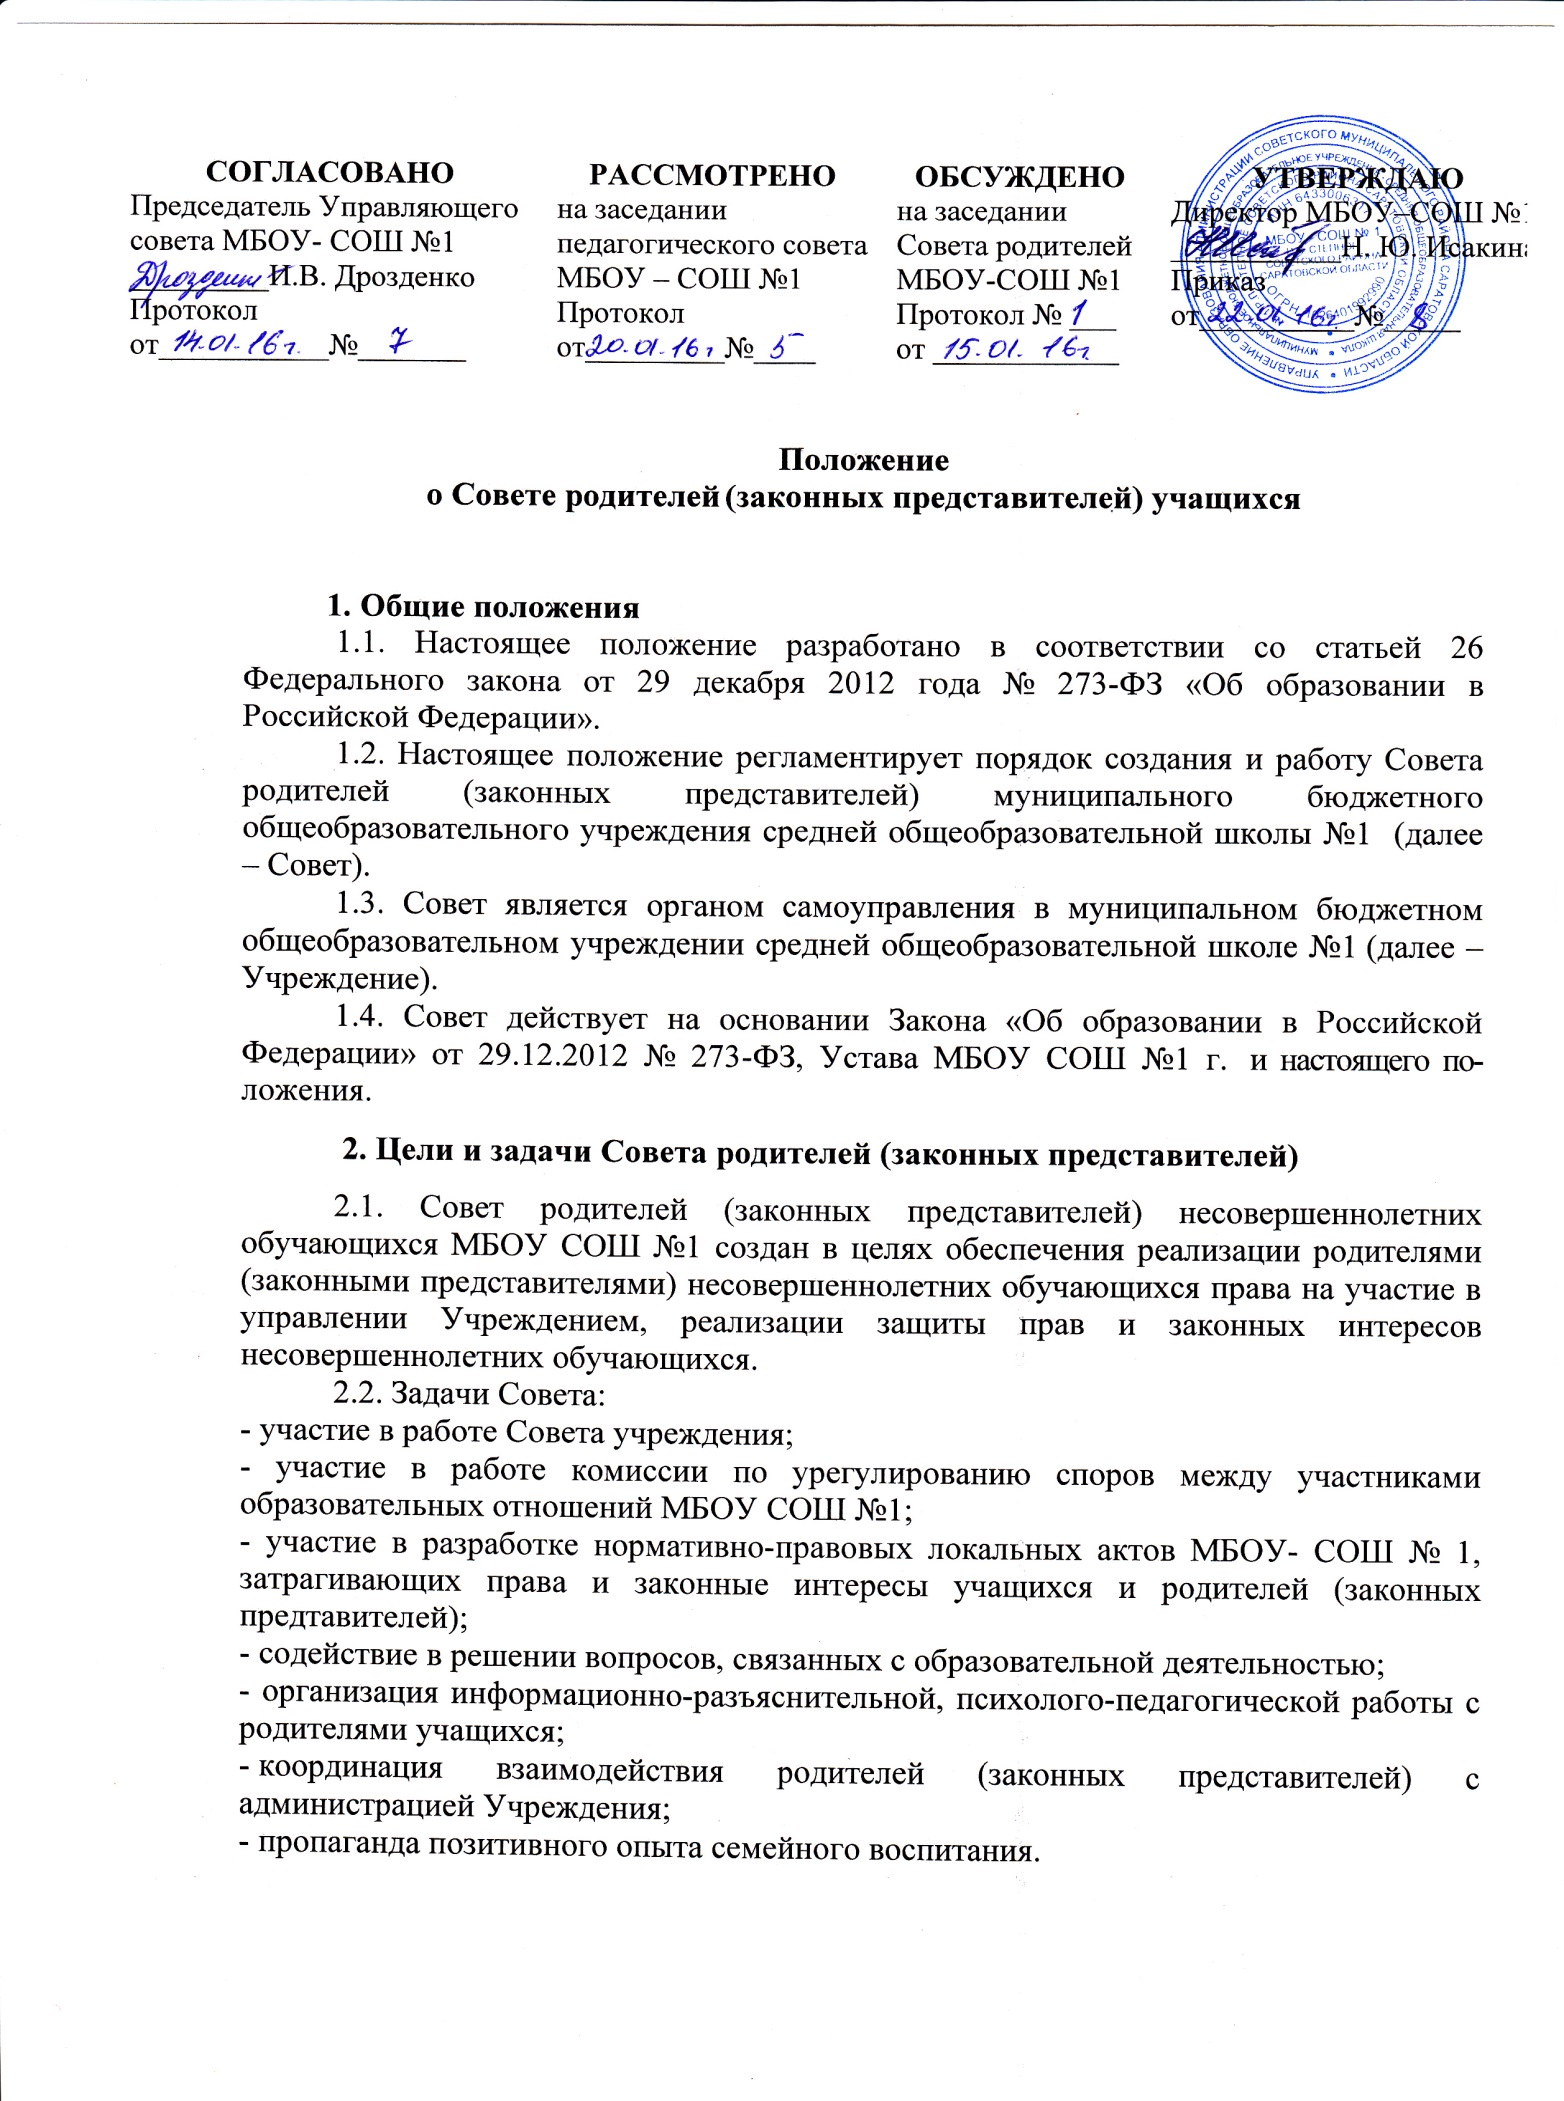 СОГЛАСОВАНО
Председатель Управляющего
совета МБОУ- СОШ №1
И.В. Дрозденко
Протокол
от 14.01.16г. № 7
РАССМОТРЕНО
на заседании
педагогического совета
МБОУ – СОШ №1
Протокол
от 20.01.16г № 5
ОБСУЖДЕНО
на заседании
Совета родителей
МБОУ-СОШ №1
Протокол № 1
от 15.01. 16г.
УТВЕРЖДАЮ
Директор МБОУ–СОШ №1
Н. Ю. Исакина
Приказ
от 22.01.16г. № 8
Положение
о Совете родителей (законных представителей) учащихся
1. Общие положения
1.1. Настоящее положение разработано в соответствии со статьей 26
Федерального закона от 29 декабря 2012 года № 273-ФЗ «Об образовании в
Российской Федерации».
1.2. Настоящее положение регламентирует порядок создания и работу Совета
родителей (законных представителей) муниципального бюджетного
общеобразовательного учреждения средней общеобразовательной школы №1 (далее
– Совет).
1.3. Совет является органом самоуправления в муниципальном бюджетном
общеобразовательном учреждении средней общеобразовательной школе №1 (далее –
Учреждение).
1.4. Совет действует на основании Закона «Об образовании в Российской
Федерации» от 29.12.2012 № 273-ФЗ, Устава МБОУ СОШ №1 г. и настоящего по-
ложения.
2. Цели и задачи Совета родителей (законных представителей)
2.1. Совет родителей (законных представителей) несовершеннолетних
обучающихся МБОУ СОШ №1 создан в целях обеспечения реализации родителями
(законными представителями) несовершеннолетних обучающихся права на участие в
управлении Учреждением, реализации защиты прав и законных интересов
несовершеннолетних обучающихся.
2.2. Задачи Совета:
- участие в работе Совета учреждения;
- участие в работе комиссии по урегулированию споров между участниками
образовательных отношений МБОУ СОШ №1;
- участие в разработке нормативно-правовых локальных актов МБОУ- СОШ № 1,
затрагивающих права и законные интересы учащихся и родителей (законных
предтавителей);
- содействие в решении вопросов, связанных с образовательной деятельностью;
- организация информационно-разъяснительной, психолого-педагогической работы с
родителями учащихся;
- координация взаимодействия родителей (законных представителей) с
администрацией Учреждения;
- пропаганда позитивного опыта семейного воспитания.